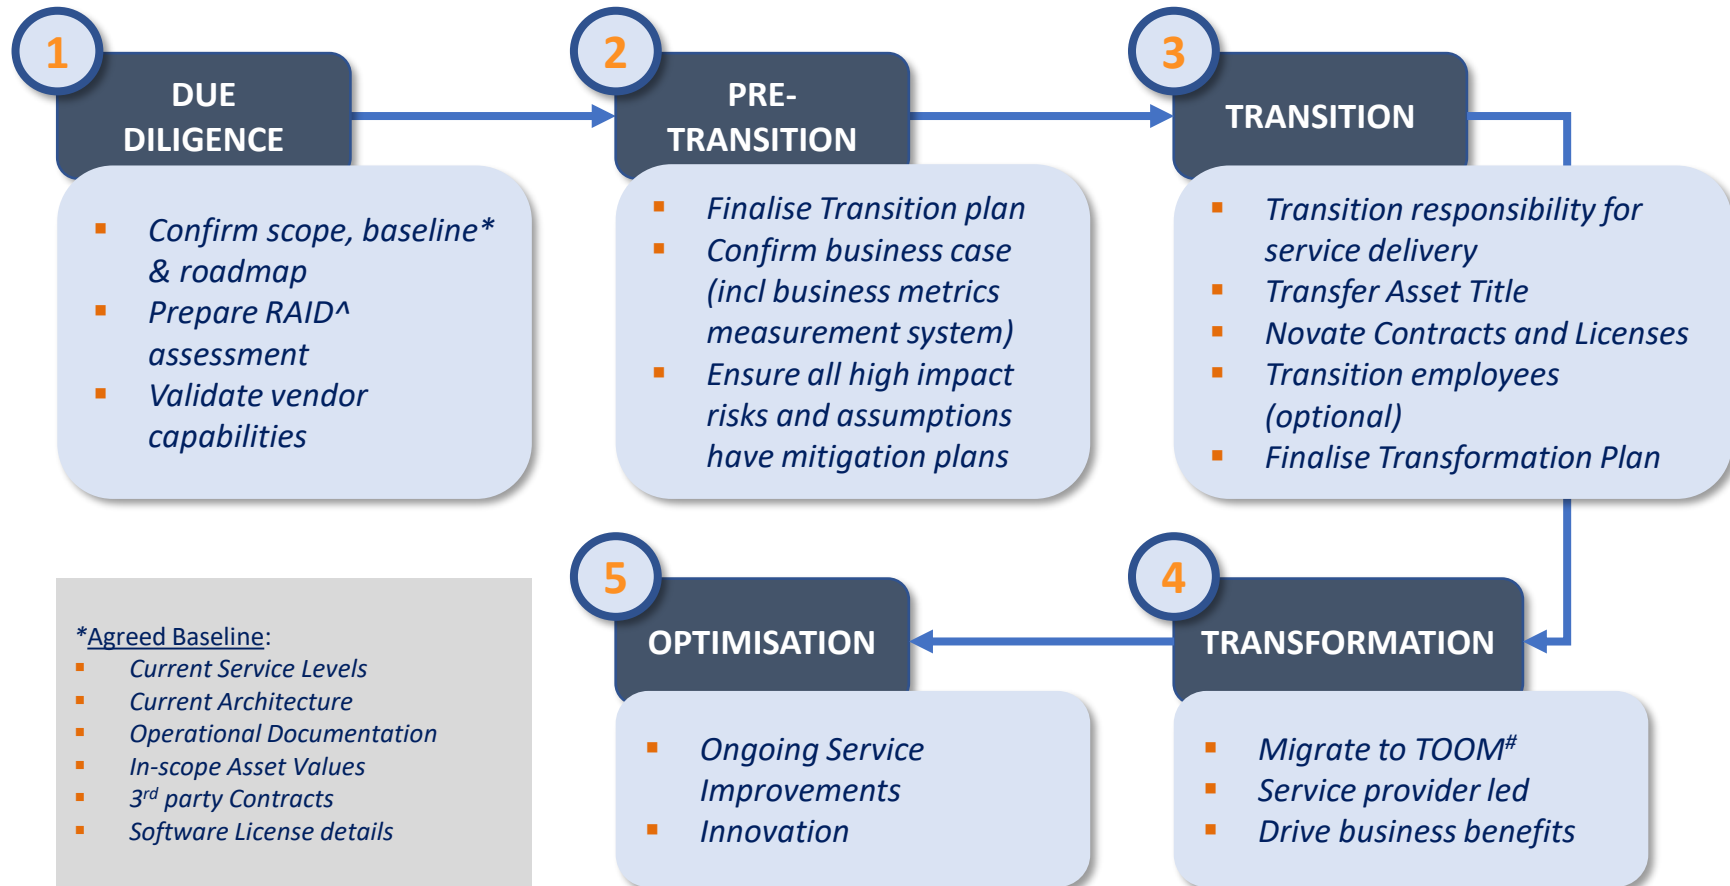 1
DUE
DILIGENCE
Confirm scope, baseline*
& roadmap
Prepare RAID^
assessment
Validate vendor
capabilities
2
PRE-
TRANSITION
Finalise Transition plan
Confirm business case
(incl business metrics
measurement system)
Ensure all high impact
risks and assumptions
have mitigation plans
3
TRANSITION
Transition responsibility for
service delivery
Transfer Asset Title
Novate Contracts and Licenses
Transition employees
(optional)
Finalise Transformation Plan
4
TRANSFORMATION
Migrate to TOOM#
Service provider led
Drive business benefits
5
OPTIMISATION
Ongoing Service
Improvements
Innovation
*Agreed Baseline:
Current Service Levels
Current Architecture
Operational Documentation
In-scope Asset Values
3rd party Contracts
Software License details